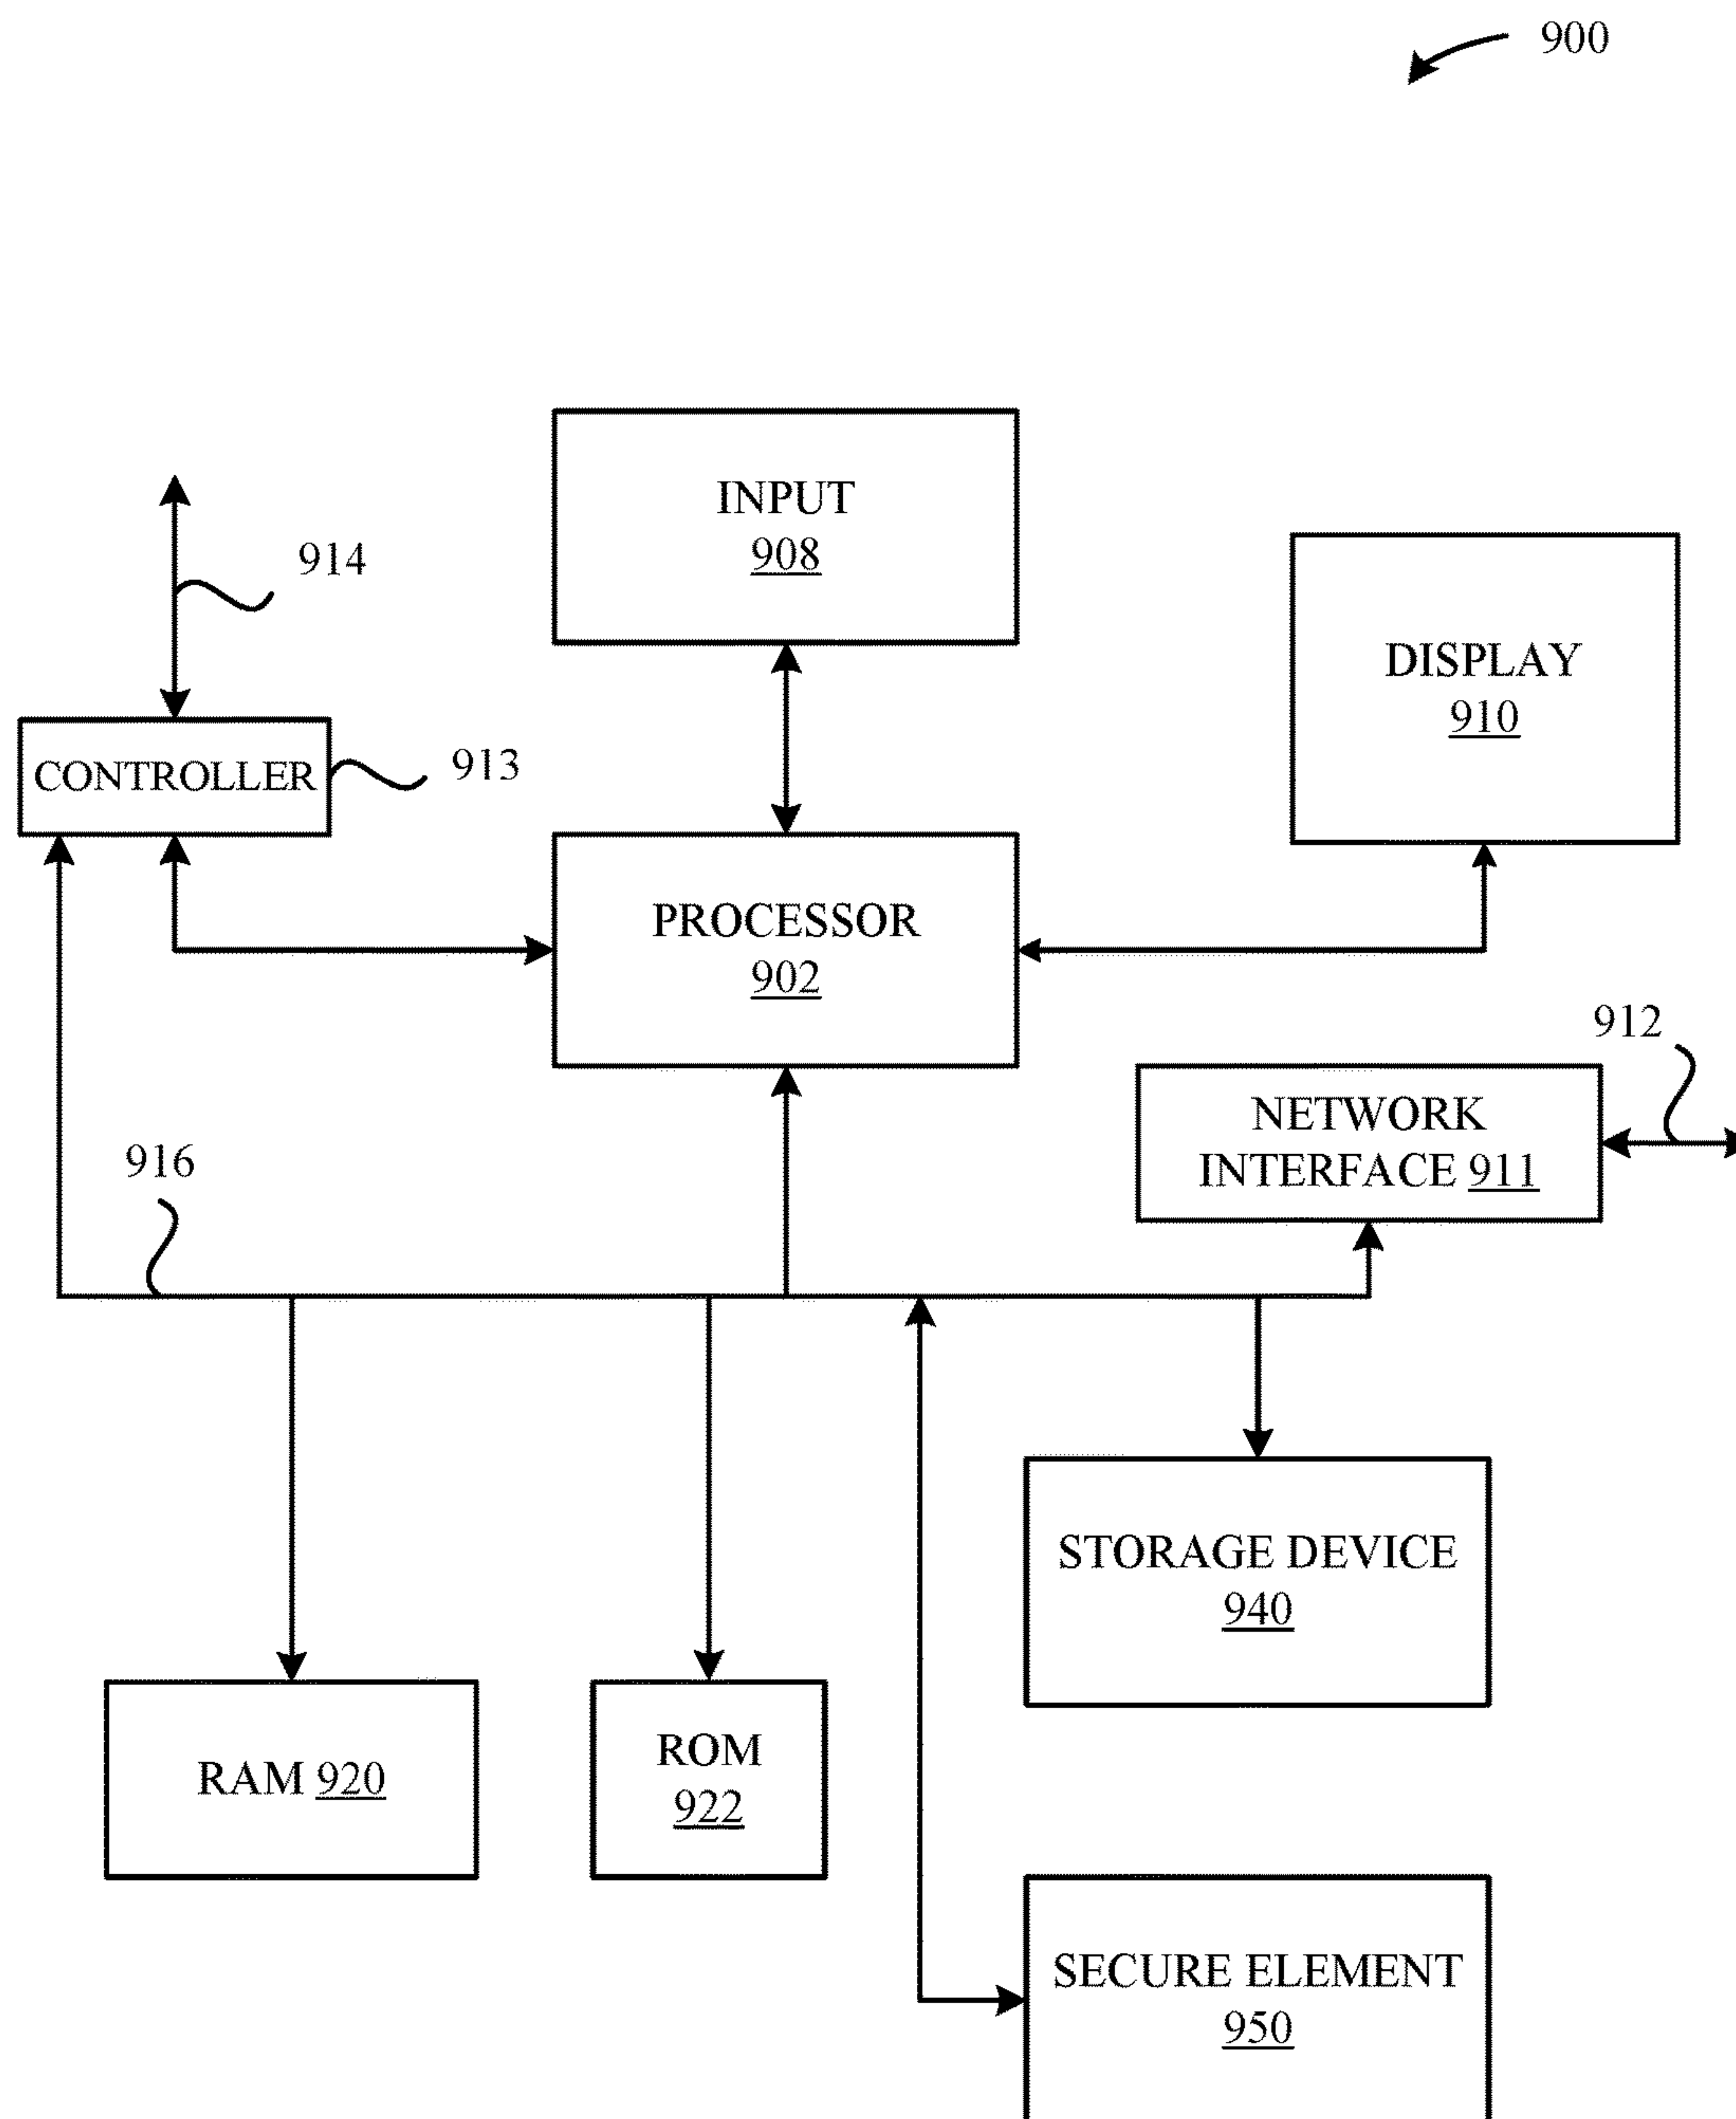 900
INPUT
908
914
DISPLAY
910
CONTROLLER
913
PROCESSOR
902
912
NETWORK
INTERFACE 911
916
STORAGE DEVICE
940
RAM 920
ROM
922
SECURE ELEMENT
950